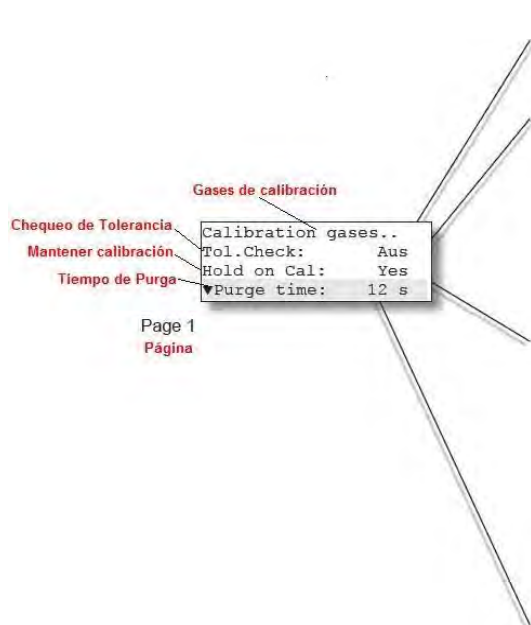 Gases de calibración
Chequeo de Tolerancia
Mantener calibración
Tiempo de Purga
Calibration gases..
Tol.Check: Aus
Hold on Cal: Yes
▼Purge time: 12 s
Page 1
Página